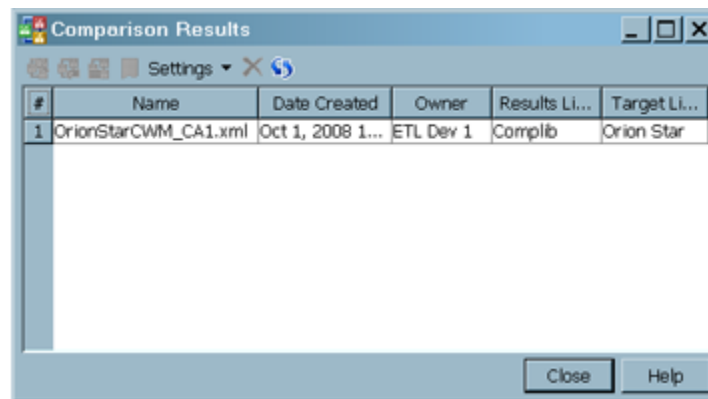 Comparison Results
Settings
# Name Date Created Owner Results Li... Target Li...
1 OrionStarCWM_CA1.xml Oct 1, 2008 1... ETL Dev 1 Complib Orion Star
Close Help